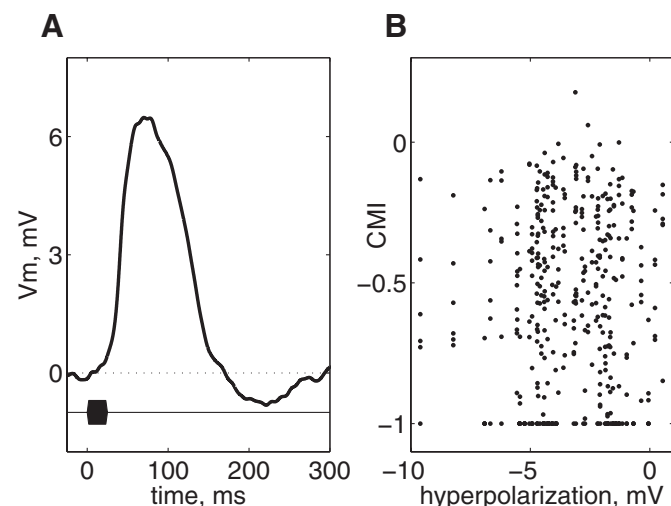 A
Vm, mV
6
3
0
0
100
200
300
time, ms
B
CMI
0
−0.5
−1
−10
−5
0
hyperpolarization, mV